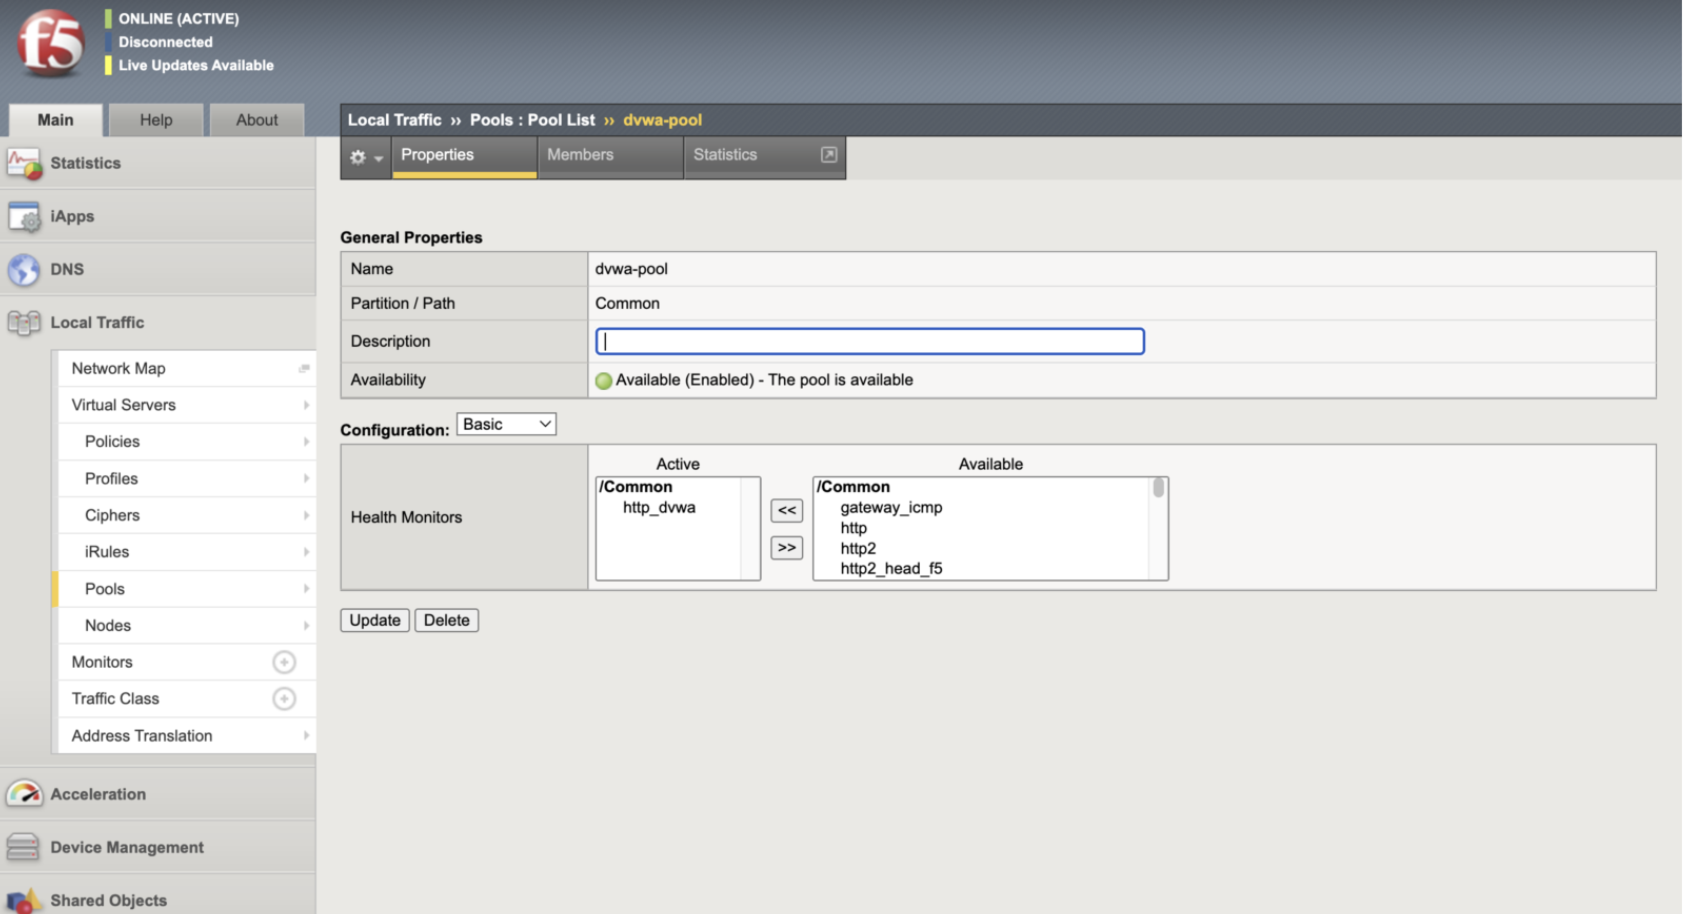 f5
ONLINE (ACTIVE)
Disconnected
Live Updates Available
Main Help About
Local Traffic ›› Pools : Pool List ›› dvwa-pool
Properties Members Statistics
Statistics
iApps
DNS
Local Traffic
Network Map
Virtual Servers
Policies
Profiles
Ciphers
iRules
Pools
Nodes
Monitors
Traffic Class
Address Translation
Acceleration
Device Management
Shared Objects
General Properties
Name dvwa-pool
Partition / Path Common
Description
Availability Available (Enabled) - The pool is available
Configuration: Basic
Health Monitors
Active
/Common
http_dvwa
<<
>>
Available
/Common
gateway_icmp
http
http2
http2_head_f5
Update Delete